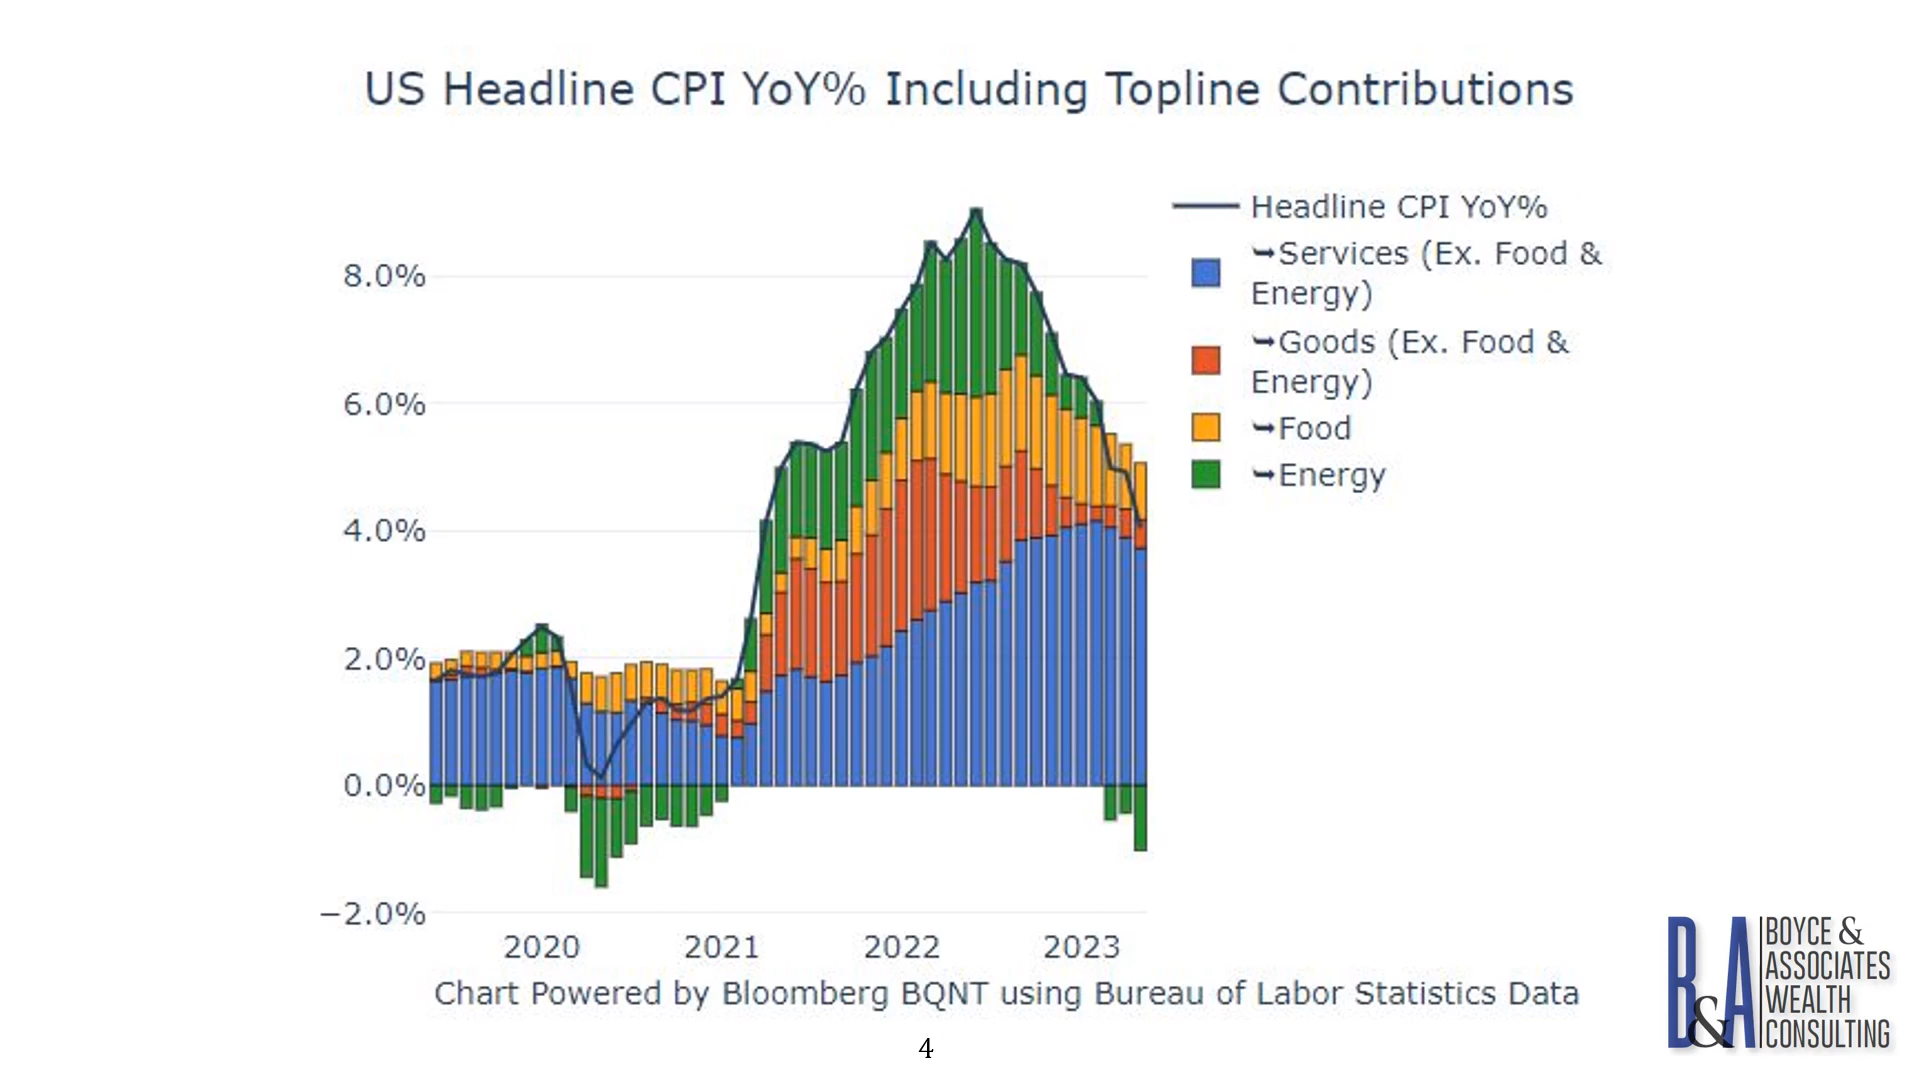 US Headline CPI YoY% Including Topline Contributions
Headline CPI YoY%
➥Services (Ex. Food &
Energy)
➥Goods (Ex. Food &
Energy)
➥Food
➥Energy
8.0%
6.0%
4.0%
2.0%
0.0%
−2.0%
2020 2021 2022 2023
Chart Powered by Bloomberg BQNT using Bureau of Labor Statistics Data
4
B&A
BOYCE &
ASSOCIATES
WEALTH
CONSULTING